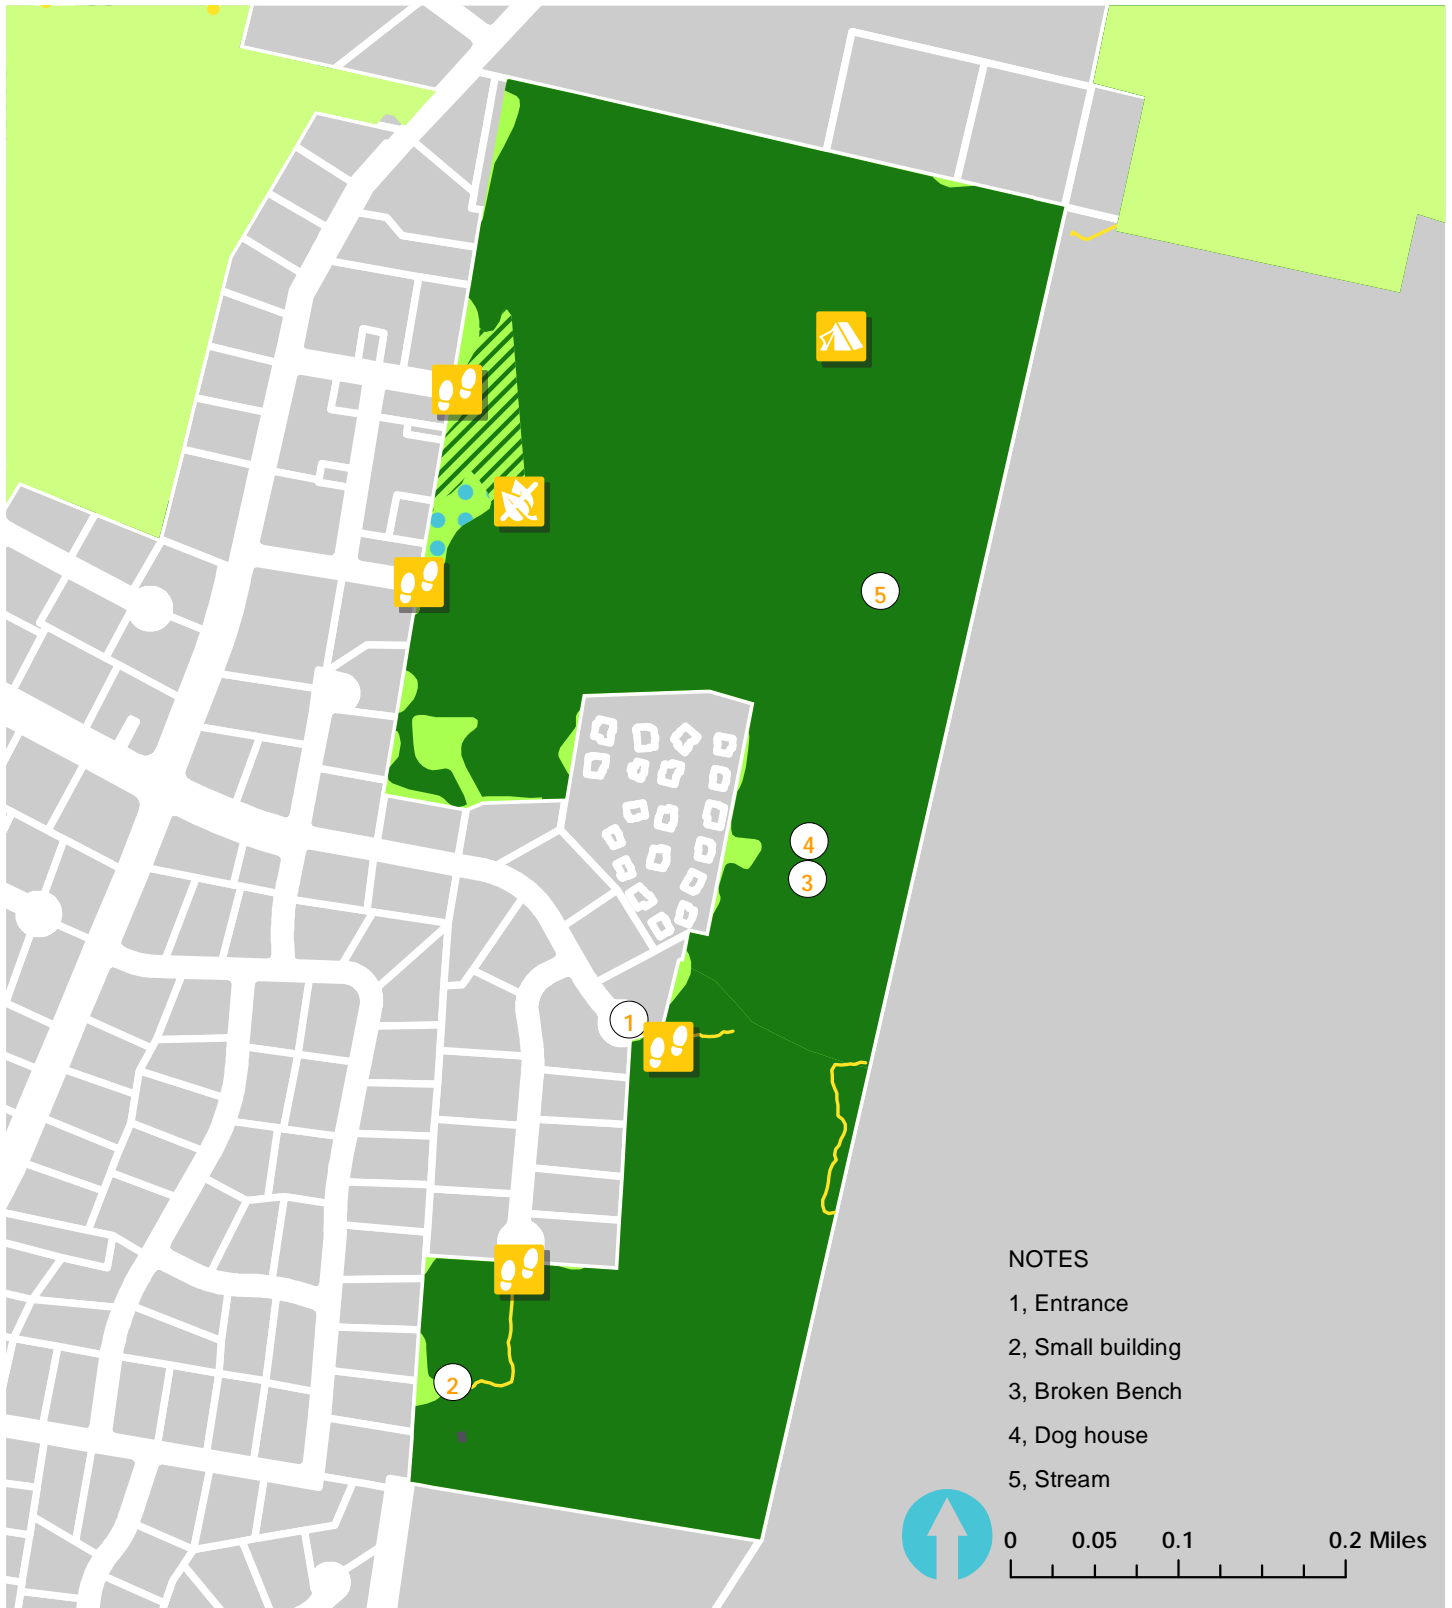 5
4
3
1
2
NOTES
1, Entrance
2, Small building
3, Broken Bench
4, Dog house
5, Stream
0 0.05 0.1 0.2 Miles